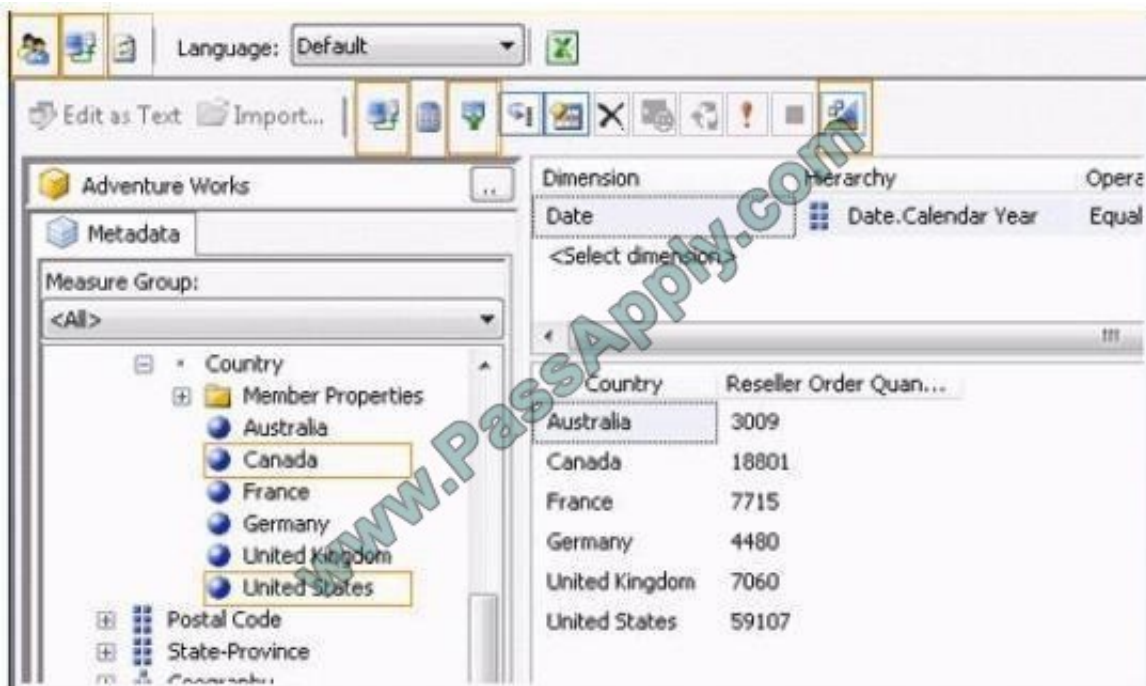 Language: Default
Edit as Text Import...
Adventure Works ..
Metadata
Measure Group:
<All>
Country
Member Properties
Australia
Canada
France
Germany
United Kingdom
United States
Postal Code
State-Province
Geography
Dimension Hierarchy Opera
Date Date.Calendar Year Equal
<Select dimension>
Country Reseller Order Quan...
Australia 3009
Canada 18801
France 7715
Germany 4480
United Kingdom 7060
United States 59107
www.PassApply.com